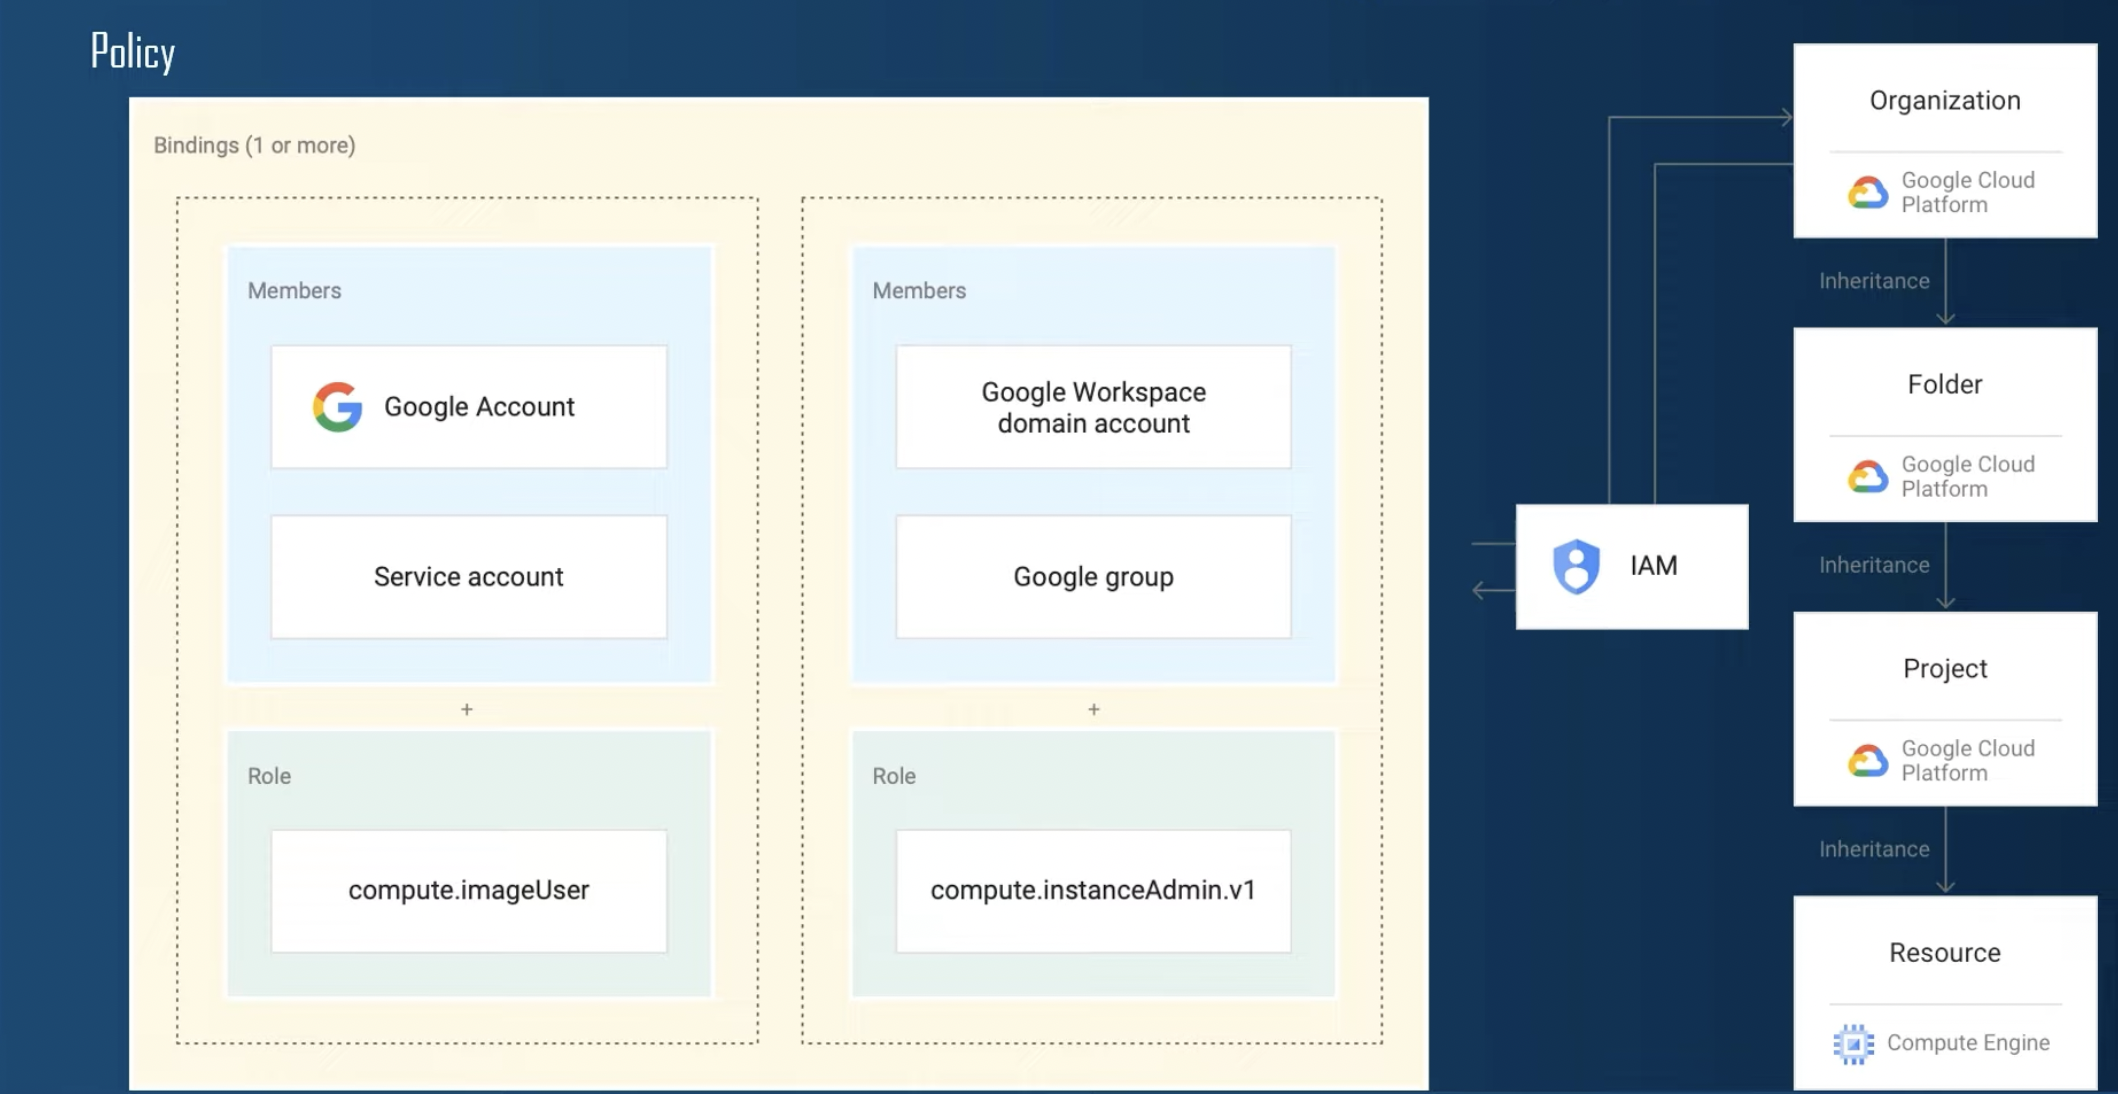 Policy
Bindings (1 or more)
Members
Google Account
Service account
+
Role
compute.imageUser
Members
Google Workspace
domain account
Google group
+
Role
compute.instanceAdmin.v1
IAM
Organization
Google Cloud
Platform
Inheritance
Folder
Google Cloud
Platform
Inheritance
Project
Google Cloud
Platform
Inheritance
Resource
Compute Engine